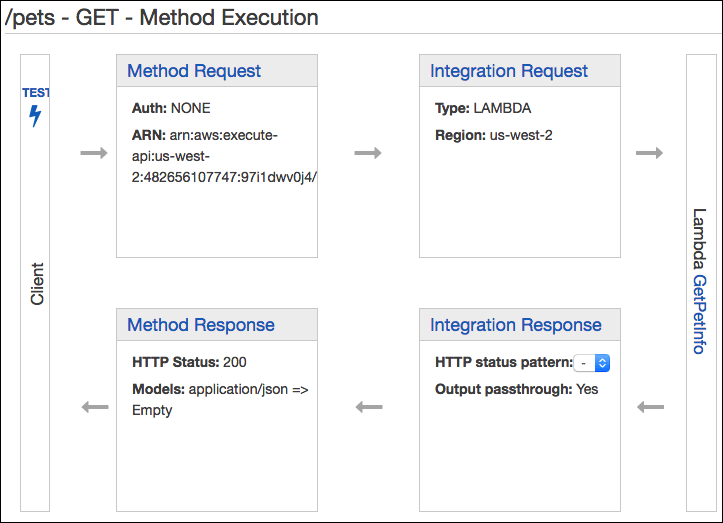 /pets - GET - Method Execution
TEST
Client
Method Request
Auth: NONE
ARN: arn:aws:execute-
api:us-west-
2:482656107747:97i1dwv0j4/
Integration Request
Type: LAMBDA
Region: us-west-2
Lambda GetPetInfo
Method Response
HTTP Status: 200
Models: application/json =>
Empty
Integration Response
HTTP status pattern: -
Output passthrough: Yes